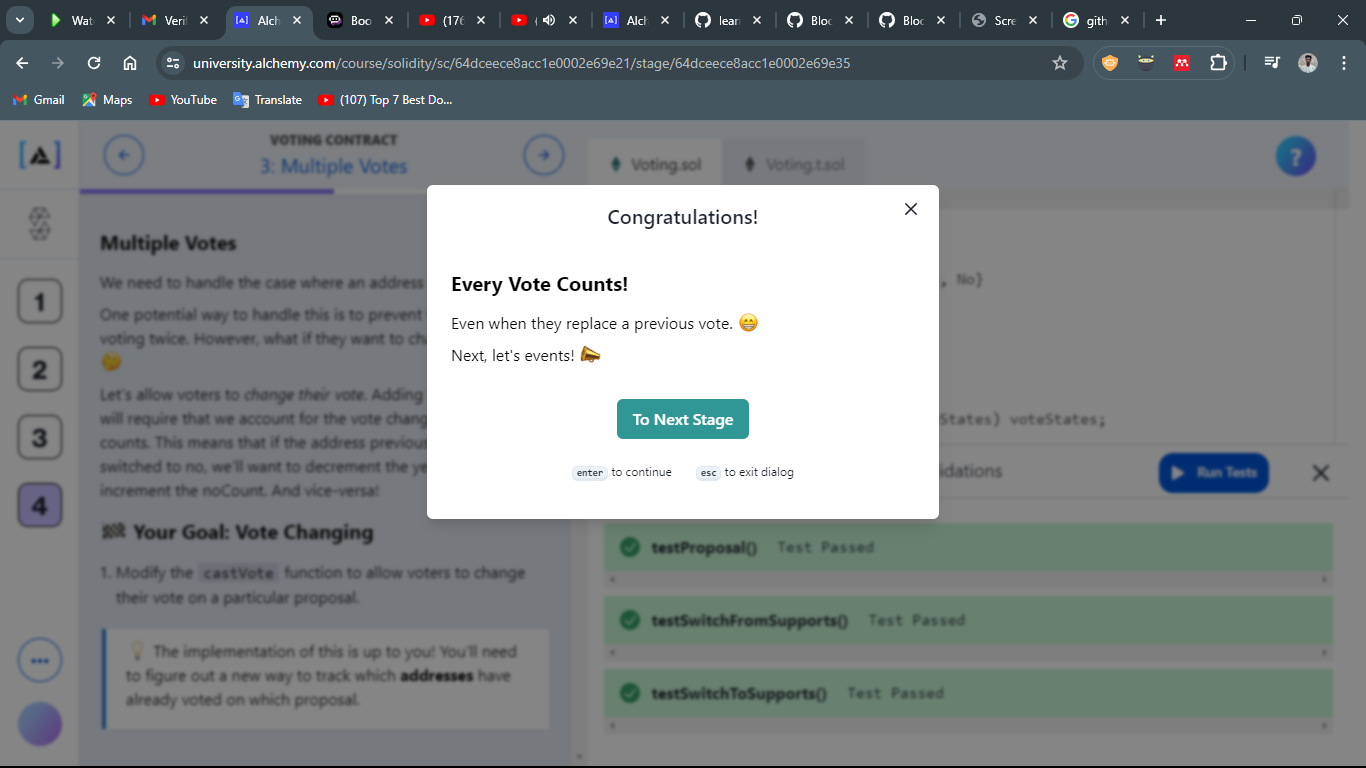 Wat
Veri
Alch
Boo
(176
(
Alc
lear
Bloc
Bloc
Scre
gith
university.alchemy.com/course/solidity/sc/64dceece8acc1e0002e69e21/stage/64dceece8acc1e0002e69e35
Gmail
Maps
YouTube
Translate
(107) Top 7 Best Do...
VOTING CONTRACT
3: Multiple Votes
Voting.sol
Voting.t.sol
?
Multiple Votes
We need to handle the case where an address
One potential way to handle this is to prevent
voting twice. However, what if they want to ch
Let's allow voters to change their vote. Adding
will require that we account for the vote chang
counts. This means that if the address previous
switched to no, we'll want to decrement the ye
increment the noCount. And vice-versa!
Your Goal: Vote Changing
1. Modify the castVote function to allow voters to change
their vote on a particular proposal.
The implementation of this is up to you! You'll need
to figure out a new way to track which addresses have
already voted on which proposal.
1
2
3
4
Congratulations!
Every Vote Counts!
Even when they replace a previous vote. 😁
Next, let's events! 📣
To Next Stage
enter to continue
esc to exit dialog
, No}
States) voteStates;
idations
Run Tests
testProposal() Test Passed
testSwitchFromSupports() Test Passed
testSwitchToSupports() Test Passed